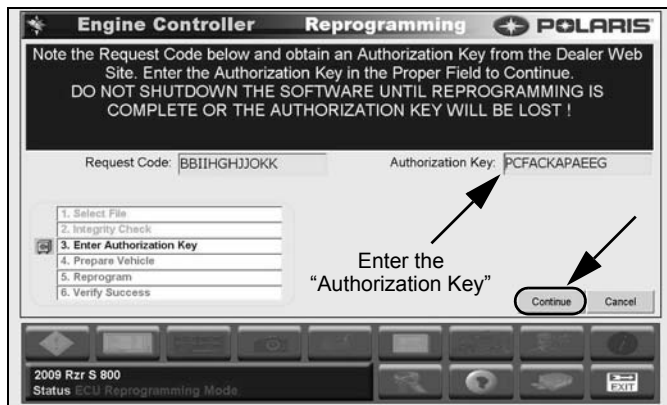 Engine Controller Reprogramming POLARIS
Note the Request Code below and obtain an Authorization Key from the Dealer Web
Site. Enter the Authorization Key in the Proper Field to Continue.
DO NOT SHUTDOWN THE SOFTWARE UNTIL REPROGRAMMING IS
COMPLETE OR THE AUTHORIZATION KEY WILL BE LOST !
Request Code: BBIIHGHJJOKK Authorization Key: PCFACKAPAEEG
1. Select File
2. Integrity Check
3. Enter Authorization Key
4. Prepare Vehicle
5. Reprogram
6. Verify Success
Enter the
“Authorization Key”
Continue Cancel
2009 Rzr S 800
Status ECU Reprogramming Mode.
EXIT